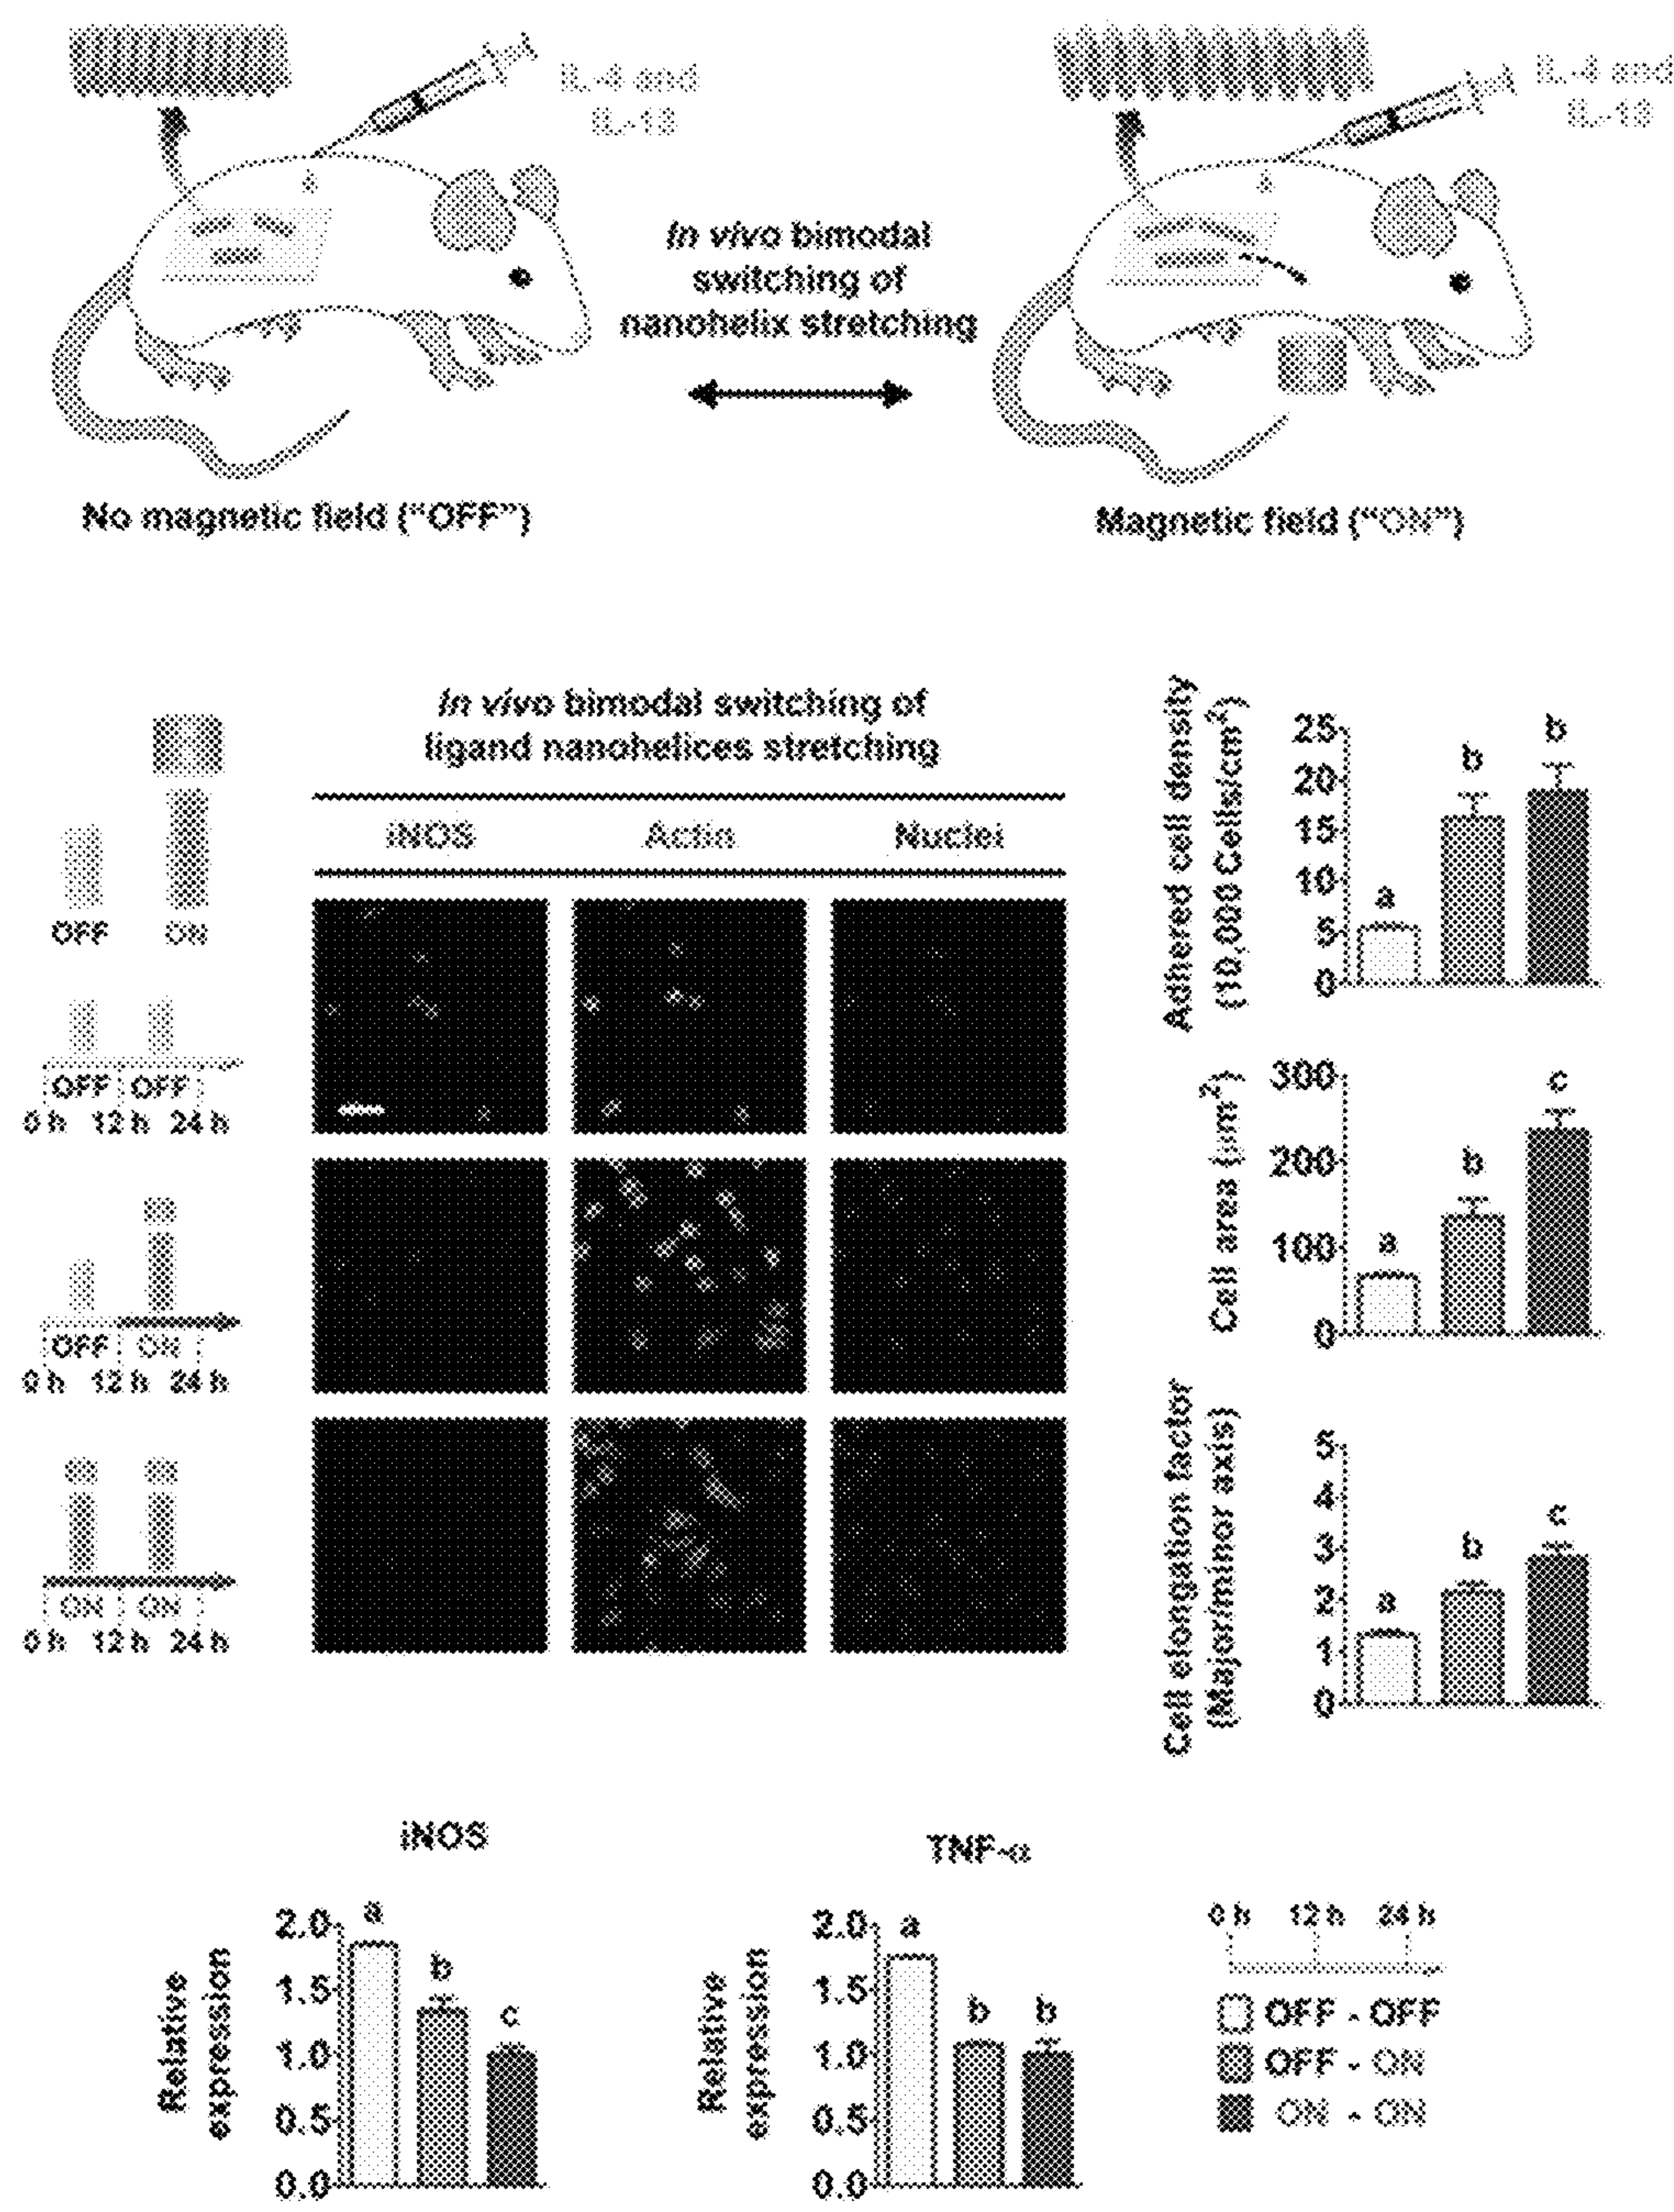 IL-4 and
IL-13
IL-4 and
IL-13
In vivo bimodal
switching of
nanohelix stretching
No magnetic field (“OFF”)
Magnetic field (“ON”)
In vivo bimodal switching of
ligand nanohelices stretching
iNOS Actin Nuclei
OFF ON
OFF OFF
0 h 12 h 24 h
OFF ON
0 h 12 h 24 h
ON ON
0 h 12 h 24 h
Adhered cell density
(10,000 Cells/cm²)
25
20
15
10
5
0
a b b
Cell area (μm²)
300
200
100
0
a b c
Cell elongation factor
(Major/minor axis)
5
4
3
2
1
0
a b c
iNOS
Relative
expression
2.0
1.5
1.0
0.5
0.0
a b c
TNF-α
Relative
expression
2.0
1.5
1.0
0.5
0.0
a b b
0 h 12 h 24 h
OFF - OFF
OFF - ON
ON - ON